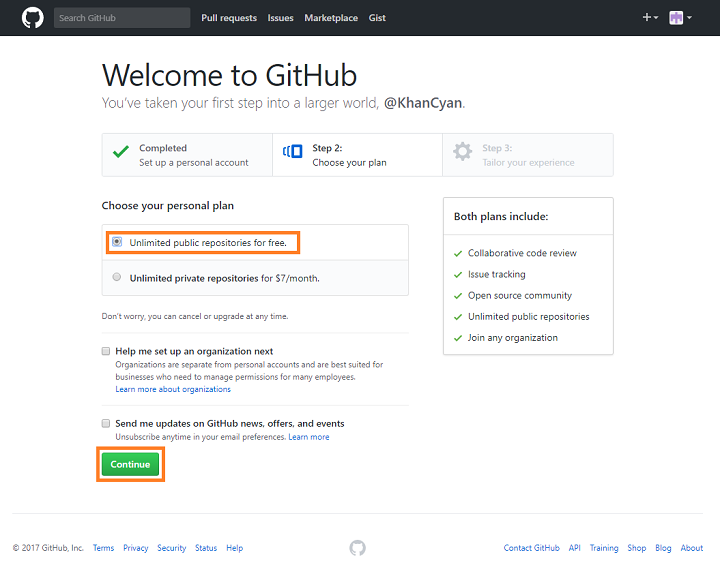 Search GitHub
Pull requests
Issues
Marketplace
Gist
Welcome to GitHub
You've taken your first step into a larger world, @KhanCyan.
Completed
Set up a personal account
Step 2:
Choose your plan
Step 3:
Tailor your experience
Choose your personal plan
Unlimited public repositories for free.
Unlimited private repositories for $7/month.
Don't worry, you can cancel or upgrade at any time.
Help me set up an organization next
Organizations are separate from personal accounts and are best suited for
businesses who need to manage permissions for many employees.
Learn more about organizations
Send me updates on GitHub news, offers, and events
Unsubscribe anytime in your email preferences. Learn more
Continue
Both plans include:
Collaborative code review
Issue tracking
Open source community
Unlimited public repositories
Join any organization
© 2017 GitHub, Inc.
Terms
Privacy
Security
Status
Help
Contact GitHub
API
Training
Shop
Blog
About